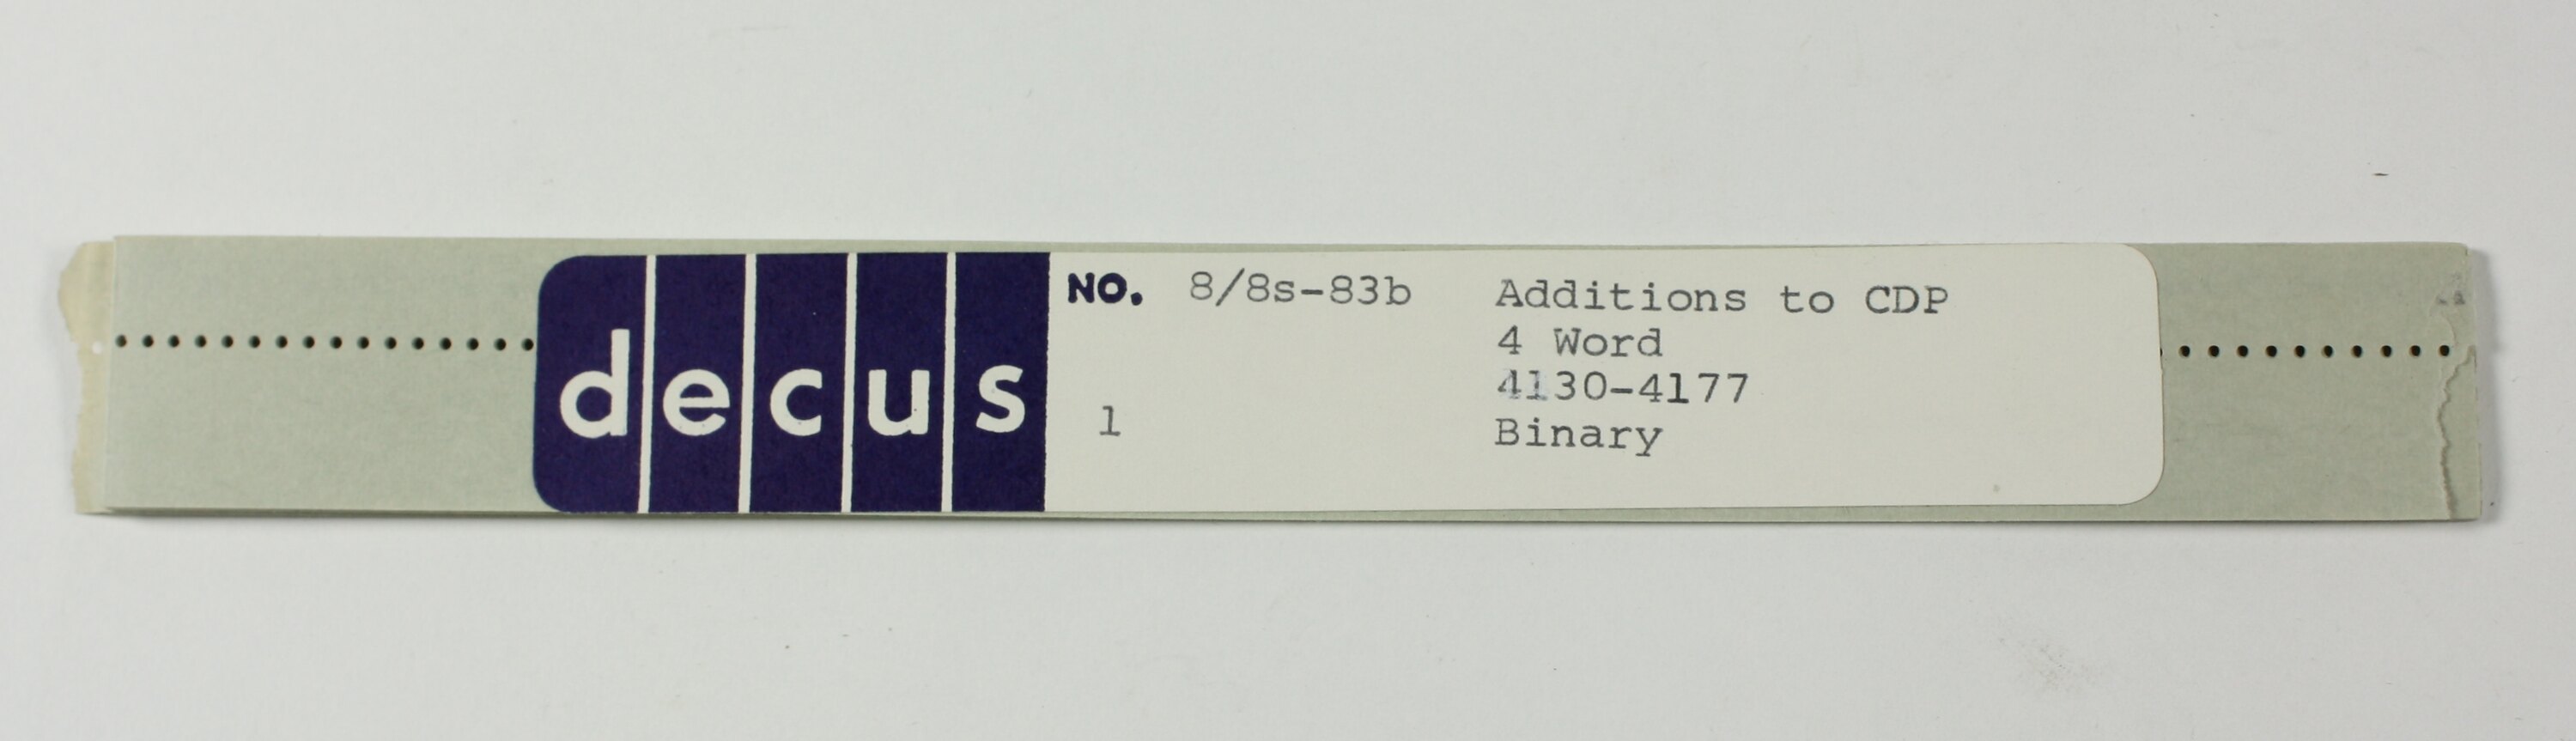 decus
NO. 8/8s-83b
1
Additions to CDP
4 Word
4130-4177
Binary